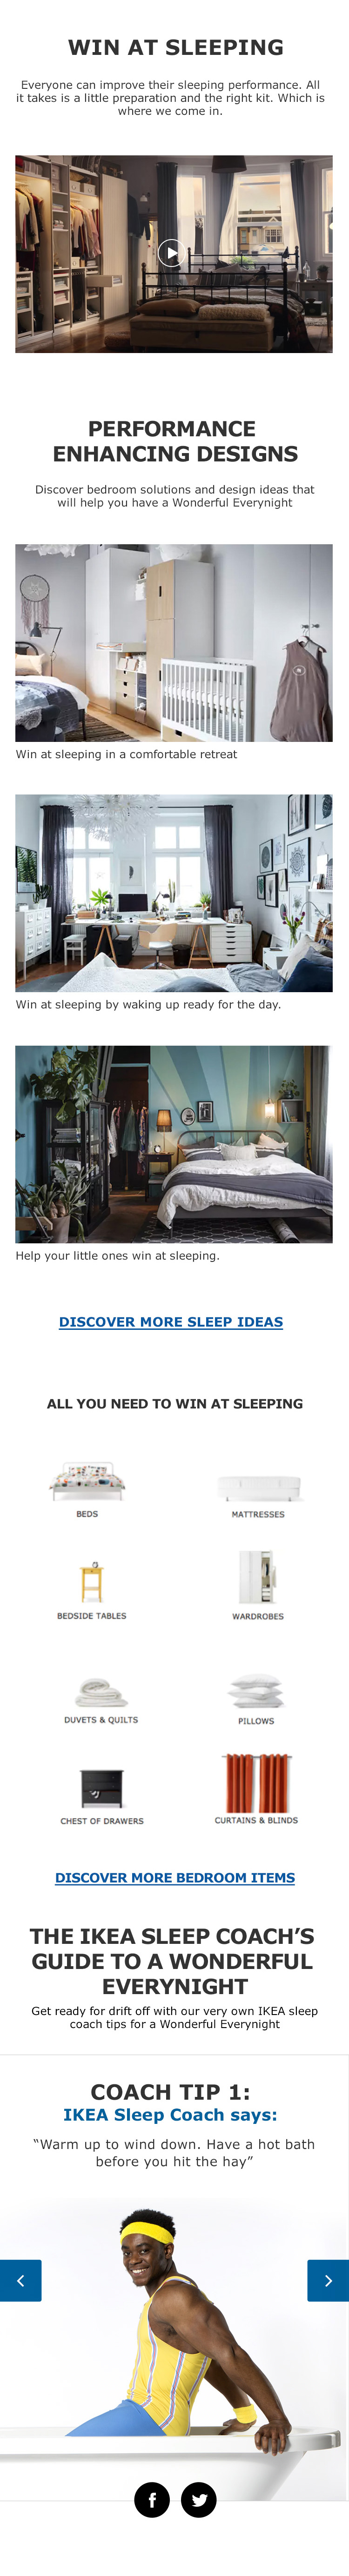 WIN AT SLEEPING
Everyone can improve their sleeping performance. All
it takes is a little preparation and the right kit. Which is
where we come in.
PERFORMANCE
ENHANCING DESIGNS
Discover bedroom solutions and design ideas that
will help you have a Wonderful Everynight
Win at sleeping in a comfortable retreat
Win at sleeping by waking up ready for the day.
Help your little ones win at sleeping.
DISCOVER MORE SLEEP IDEAS
ALL YOU NEED TO WIN AT SLEEPING
BEDS
MATTRESSES
BEDSIDE TABLES
WARDROBES
DUVETS & QUILTS
PILLOWS
CHEST OF DRAWERS
CURTAINS & BLINDS
DISCOVER MORE BEDROOM ITEMS
THE IKEA SLEEP COACH’S
GUIDE TO A WONDERFUL
EVERYNIGHT
Get ready for drift off with our very own IKEA sleep
coach tips for a Wonderful Everynight
COACH TIP 1:
IKEA Sleep Coach says:
“Warm up to wind down. Have a hot bath
before you hit the hay”